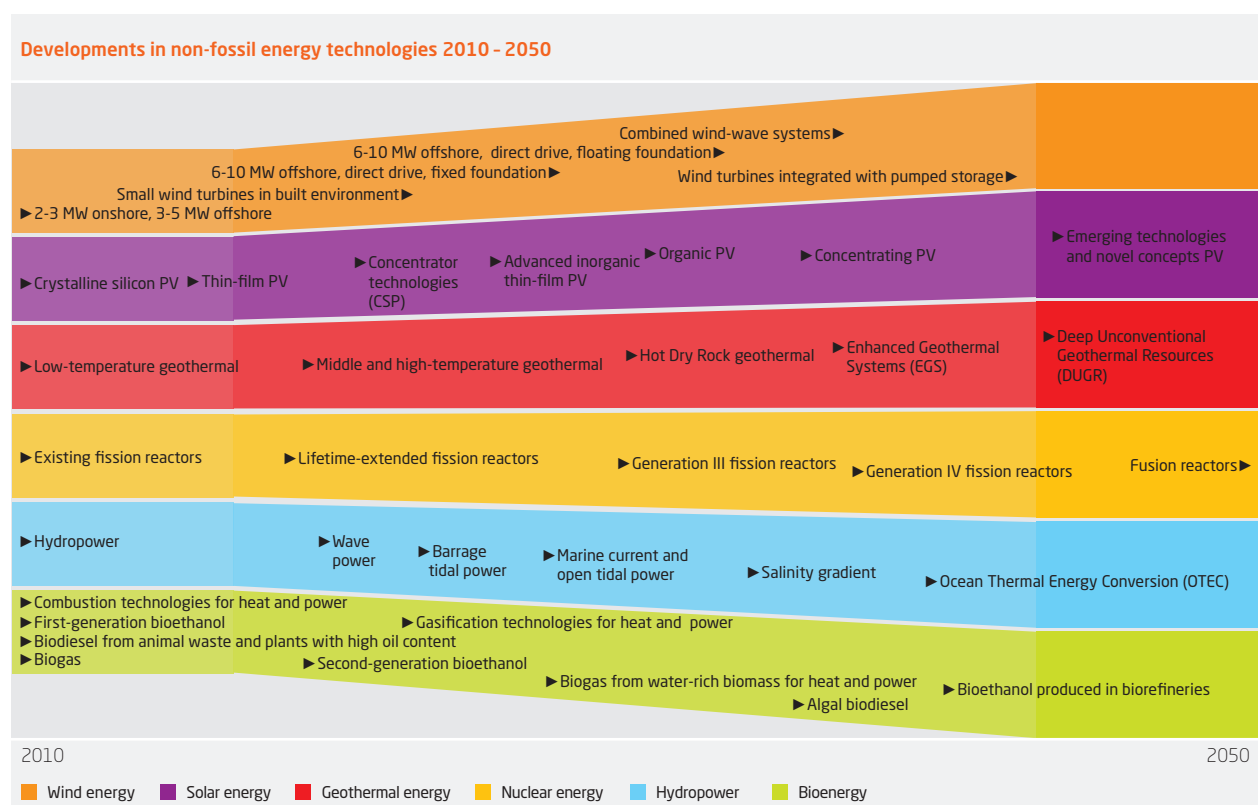 Developments in non-fossil energy technologies 2010 – 2050
Combined wind-wave systems►
6-10 MW offshore, direct drive, floating foundation►
6-10 MW offshore, direct drive, fixed foundation►
Wind turbines integrated with pumped storage►
Small wind turbines in built environment►
►2-3 MW onshore, 3-5 MW offshore
►Crystalline silicon PV
►Thin-film PV
►Concentrator
technologies
(CSP)
►Advanced inorganic
thin-film PV
►Organic PV
►Concentrating PV
►Emerging technologies
and novel concepts PV
►Low-temperature geothermal
►Middle and high-temperature geothermal
►Hot Dry Rock geothermal
►Enhanced Geothermal
Systems (EGS)
►Deep Unconventional
Geothermal Resources
(DUGR)
►Existing fission reactors
►Lifetime-extended fission reactors
►Generation III fission reactors
►Generation IV fission reactors
Fusion reactors►
►Hydropower
►Wave
power
►Barrage
tidal power
►Marine current and
open tidal power
►Salinity gradient
►Ocean Thermal Energy Conversion (OTEC)
►Combustion technologies for heat and power
►First-generation bioethanol
►Biodiesel from animal waste and plants with high oil content
►Biogas
►Gasification technologies for heat and power
►Second-generation bioethanol
►Biogas from water-rich biomass for heat and power
►Algal biodiesel
►Bioethanol produced in biorefineries
2010
2050
Wind energy
Solar energy
Geothermal energy
Nuclear energy
Hydropower
Bioenergy